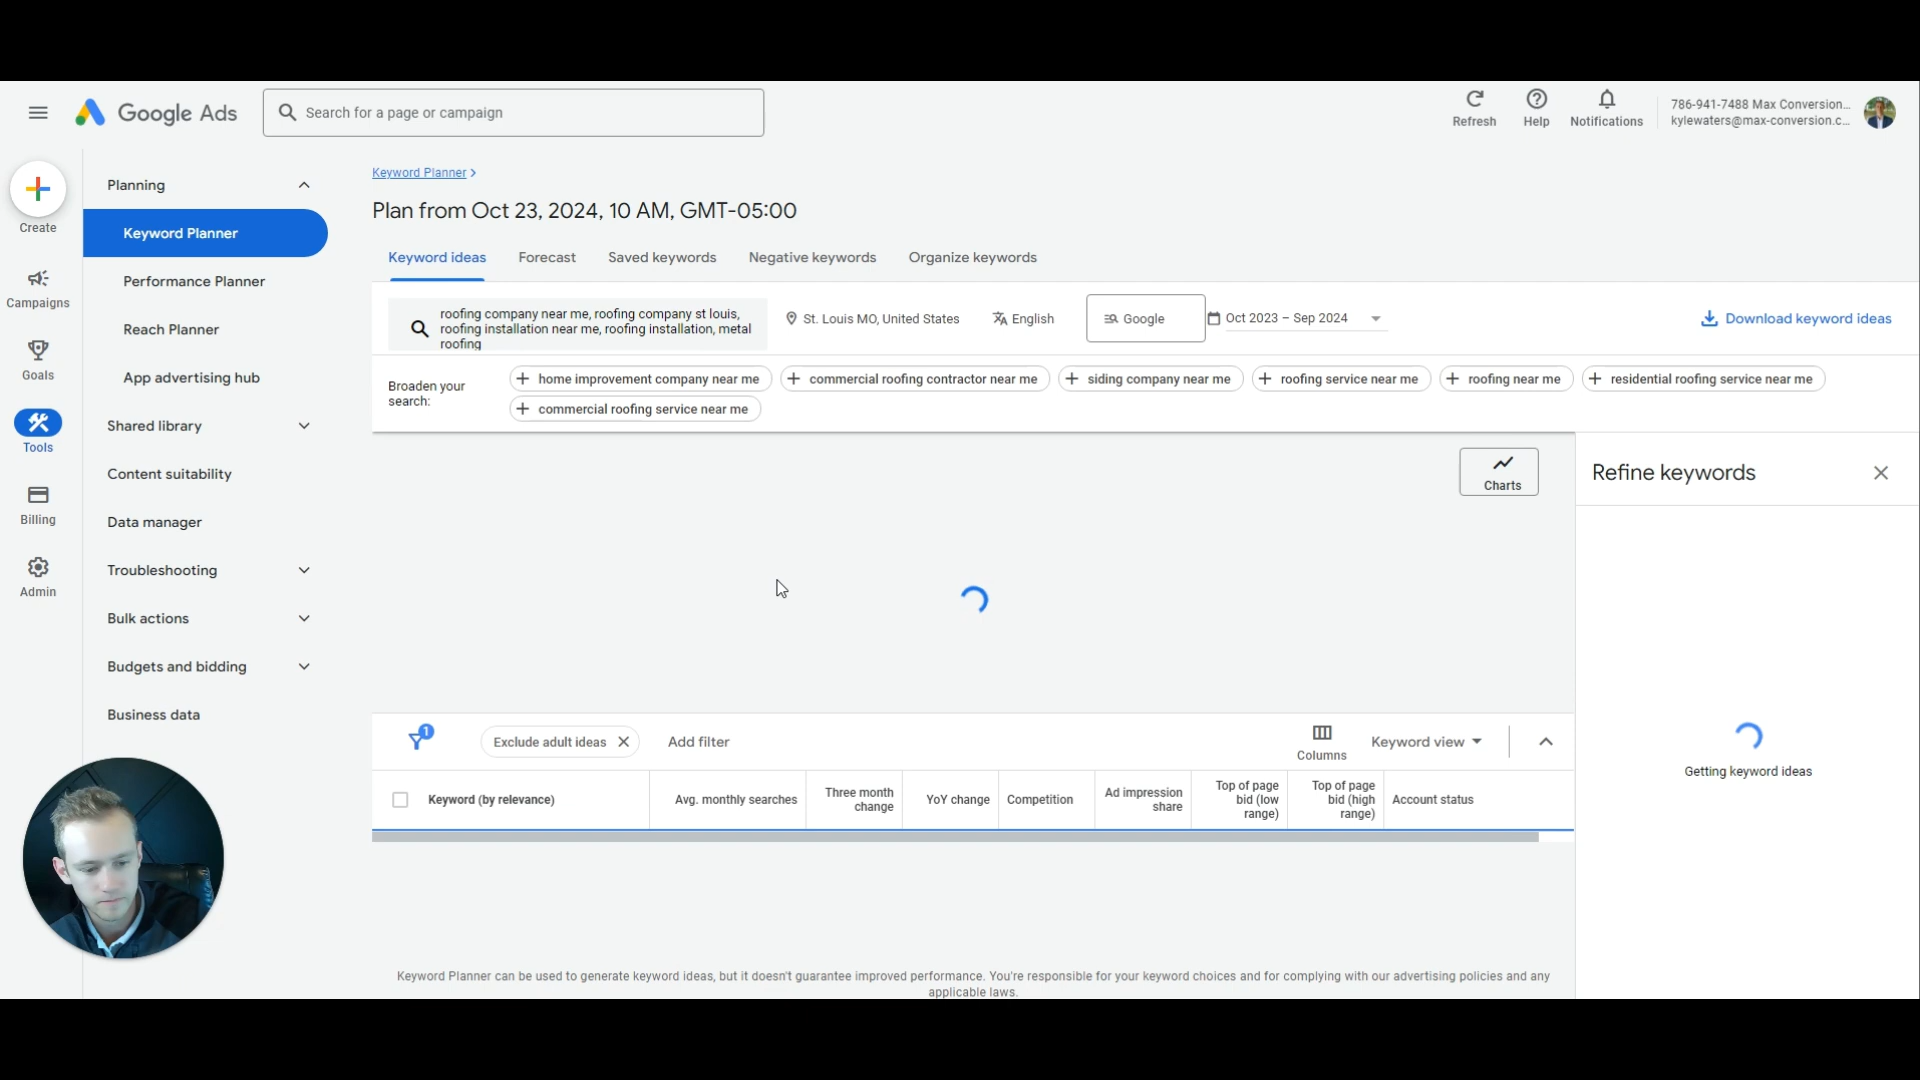 Google Ads
Search for a page or campaign
Refresh
Help
Notifications
786-941-7488 Max Conversion...
kylewaters@max-conversion.c...
Create
Campaigns
Goals
Tools
Billing
Admin
Planning
Keyword Planner
Performance Planner
Reach Planner
App advertising hub
Shared library
Content suitability
Data manager
Troubleshooting
Bulk actions
Budgets and bidding
Business data
Keyword Planner >
Plan from Oct 23, 2024, 10 AM, GMT-05:00
Keyword ideas
Forecast
Saved keywords
Negative keywords
Organize keywords
roofing company near me, roofing company st louis,
roofing installation near me, roofing installation, metal
roofing
St. Louis MO, United States
English
Google
Oct 2023 – Sep 2024
Download keyword ideas
Broaden your
search:
home improvement company near me
commercial roofing contractor near me
siding company near me
roofing service near me
roofing near me
residential roofing service near me
commercial roofing service near me
Charts
Refine keywords
Getting keyword ideas
1
Exclude adult ideas
Add filter
Columns
Keyword view
Keyword (by relevance)
Avg. monthly searches
Three month
change
YoY change
Competition
Ad impression
share
Top of page
bid (low
range)
Top of page
bid (high
range)
Account status
Keyword Planner can be used to generate keyword ideas, but it doesn't guarantee improved performance. You're responsible for your keyword choices and for complying with our advertising policies and any
applicable laws.